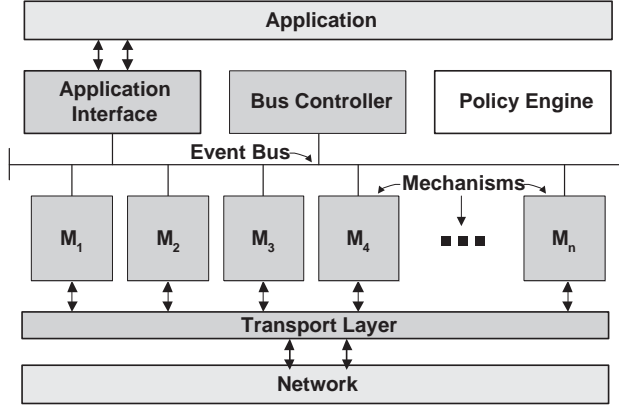 Application
Application
Interface
Bus Controller
Policy Engine
Event Bus
Mechanisms
M1
M2
M3
M4
Mn
Transport Layer
Network